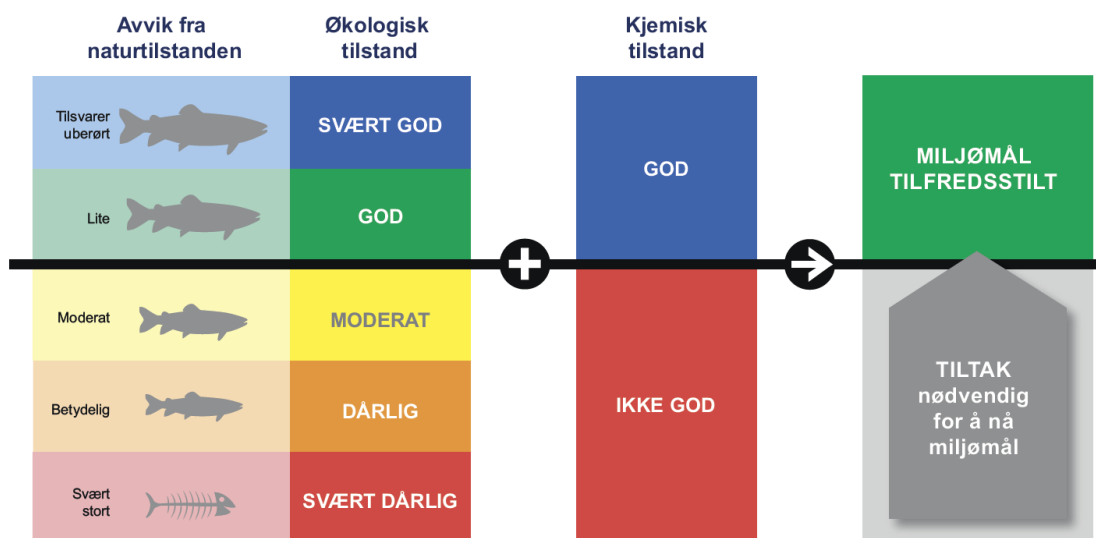 Avvik fra
naturtilstanden
Økologisk
tilstand
Kjemisk
tilstand
Tilsvarer
uberørt
SVÆRT GOD
Lite
GOD
Moderat
MODERAT
Betydelig
DÅRLIG
Svært
stort
SVÆRT DÅRLIG
GOD
IKKE GOD
MILJØMÅL
TILFREDSSTILT
TILTAK
nødvendig
for å nå
miljømål